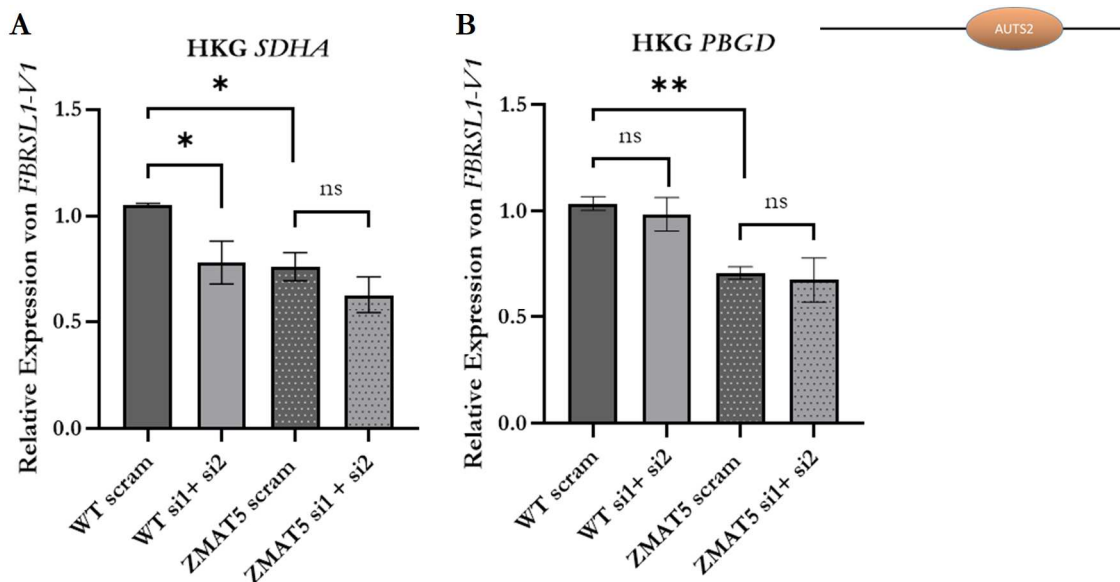 A
HKG SDHA
Relative Expression von FBRSL1-V1
1.5
1.0
0.5
0.0
*
*
ns
WT scram
WT si1+ si2
ZMAT5 scram
ZMAT5 si1 + si2
B
HKG PBGD
Relative Expression von FBRSL1-V1
1.5
1.0
0.5
0.0
**
ns
ns
WT scram
WT si1+ si2
ZMAT5 scram
ZMAT5 si1+ si2
AUTS2